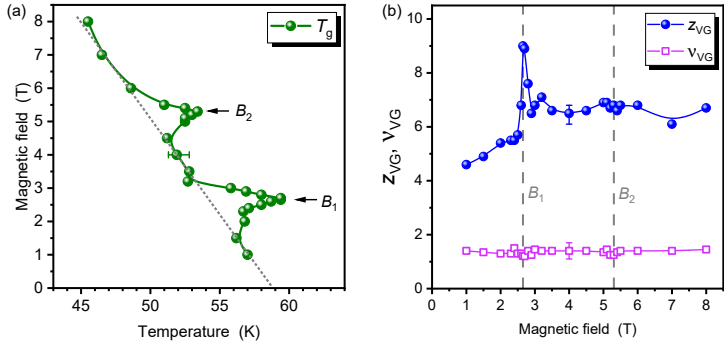 (a)
T_g
8
7
6
5
4
3
2
1
0
Magnetic field (T)
B_2
B_1
45
50
55
60
Temperature (K)
(b)
z_VG
ν_VG
10
8
6
4
2
0
z_VG, ν_VG
B_1
B_2
0
1
2
3
4
5
6
7
8
Magnetic field (T)